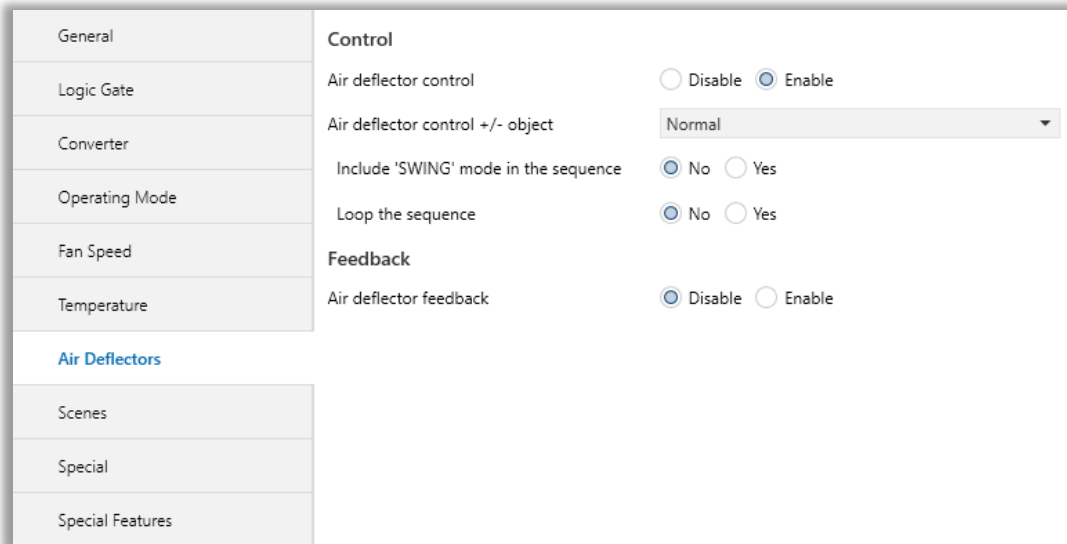 General
Logic Gate
Converter
Operating Mode
Fan Speed
Temperature
Air Deflectors
Scenes
Special
Special Features
Control
Air deflector control Disable Enable
Air deflector control +/- object Normal
Include 'SWING' mode in the sequence No Yes
Loop the sequence No Yes
Feedback
Air deflector feedback Disable Enable